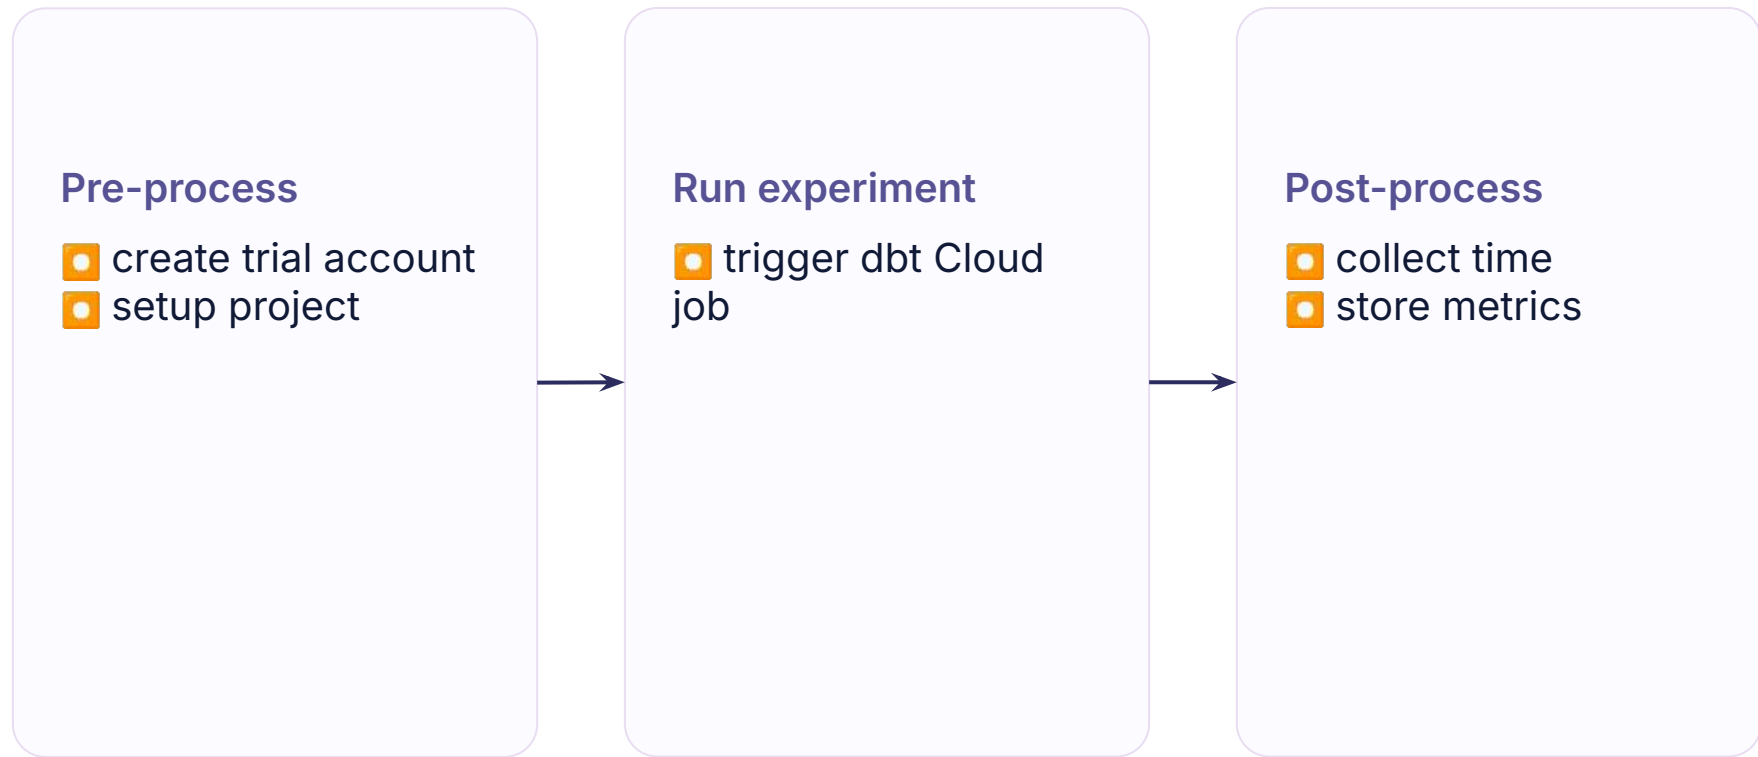 Pre-process
⏺️ create trial account
⏺️ setup project
Run experiment
⏺️ trigger dbt Cloud
job
Post-process
⏺️ collect time
⏺️ store metrics